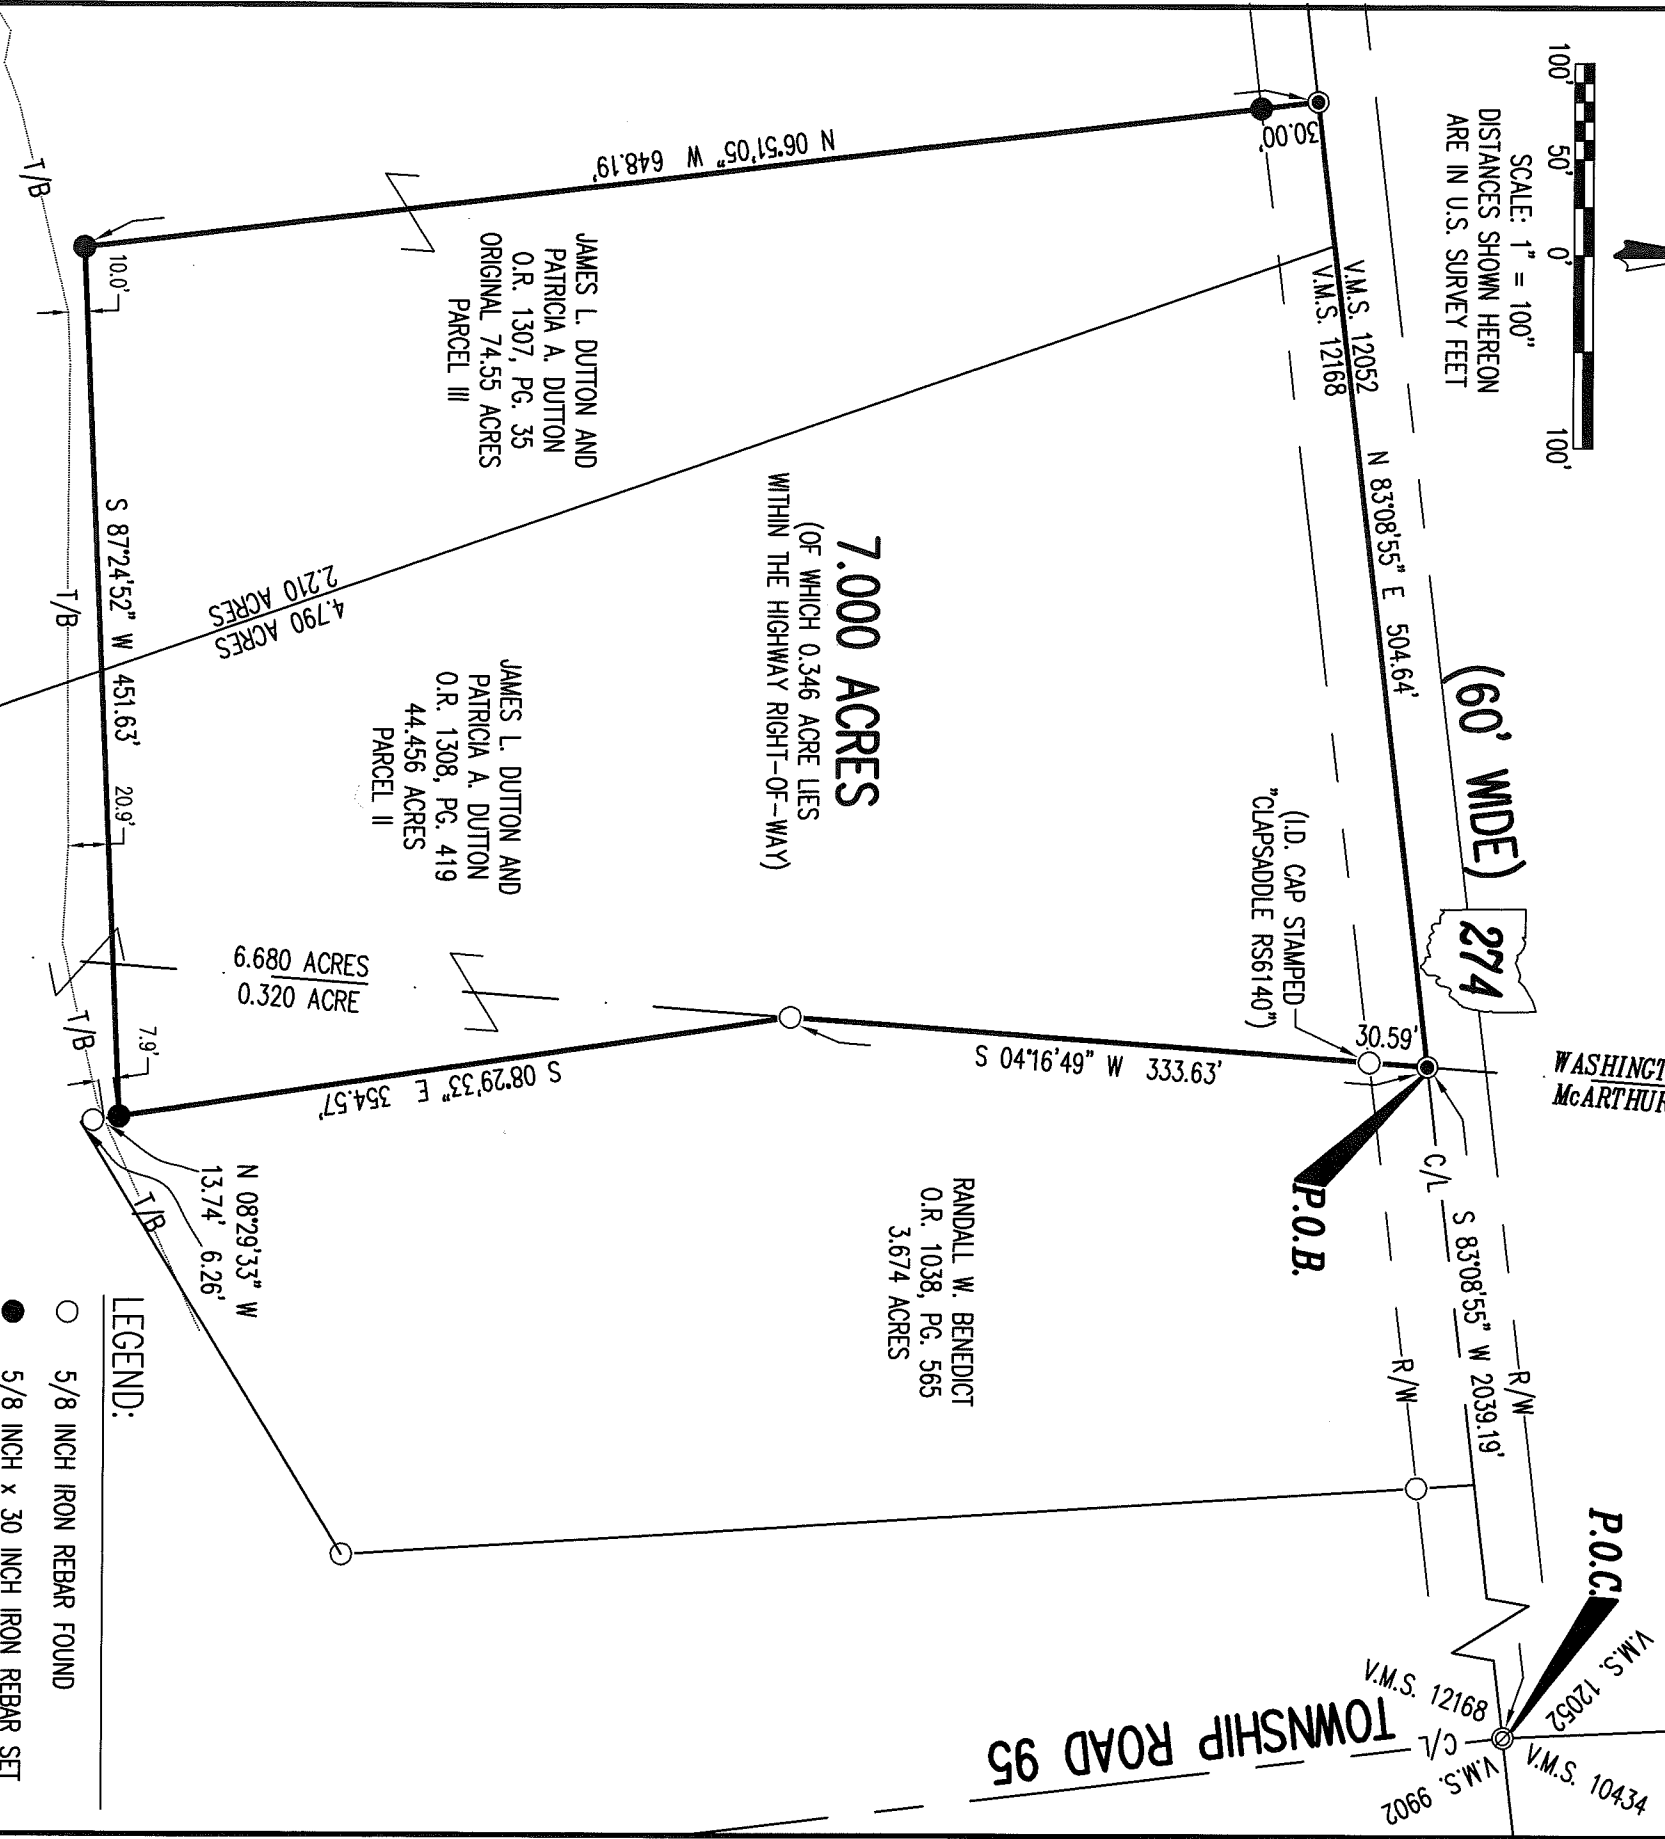 100' 50' 0' 100'
SCALE: 1" = 100"
DISTANCES SHOWN HEREON
ARE IN U.S. SURVEY FEET
(60' WIDE)
274
WASHINGT
McARTHUR
P.O.C.
V.M.S. 12052
V.M.S. 10434
V.M.S. 12168
V.M.S. 9902
C/L
TOWNSHIP ROAD 95
30.00'
V.M.S. 12052
V.M.S. 12168
N 83°08'55" E 504.64'
30.59'
C/L
S 83°08'55" W 2039.19'
R/W
R/W
P.O.B.
(I.D. CAP STAMPED
"CLAPSADDLE RS6140")
N 06°51'05" W 648.19'
7.000 ACRES
(OF WHICH 0.346 ACRE LIES
WITHIN THE HIGHWAY RIGHT-OF-WAY)
S 04°16'49" W 333.63'
RANDALL W. BENEDICT
O.R. 1038, PG. 565
3.674 ACRES
JAMES L. DUTTON AND
PATRICIA A. DUTTON
O.R. 1307, PG. 35
ORIGINAL 74.55 ACRES
PARCEL III
JAMES L. DUTTON AND
PATRICIA A. DUTTON
O.R. 1308, PG. 419
44.456 ACRES
PARCEL II
2.210 ACRES
4.790 ACRES
6.680 ACRES
0.320 ACRE
S 08°29'33" E 354.57'
10.0'
S 87°24'52" W 451.63'
20.9'
7.9'
T/B
T/B
T/B
T/B
N 08°29'33" W
13.74'
6.26'
LEGEND:
5/8 INCH IRON REBAR FOUND
5/8 INCH x 30 INCH IRON REBAR SET